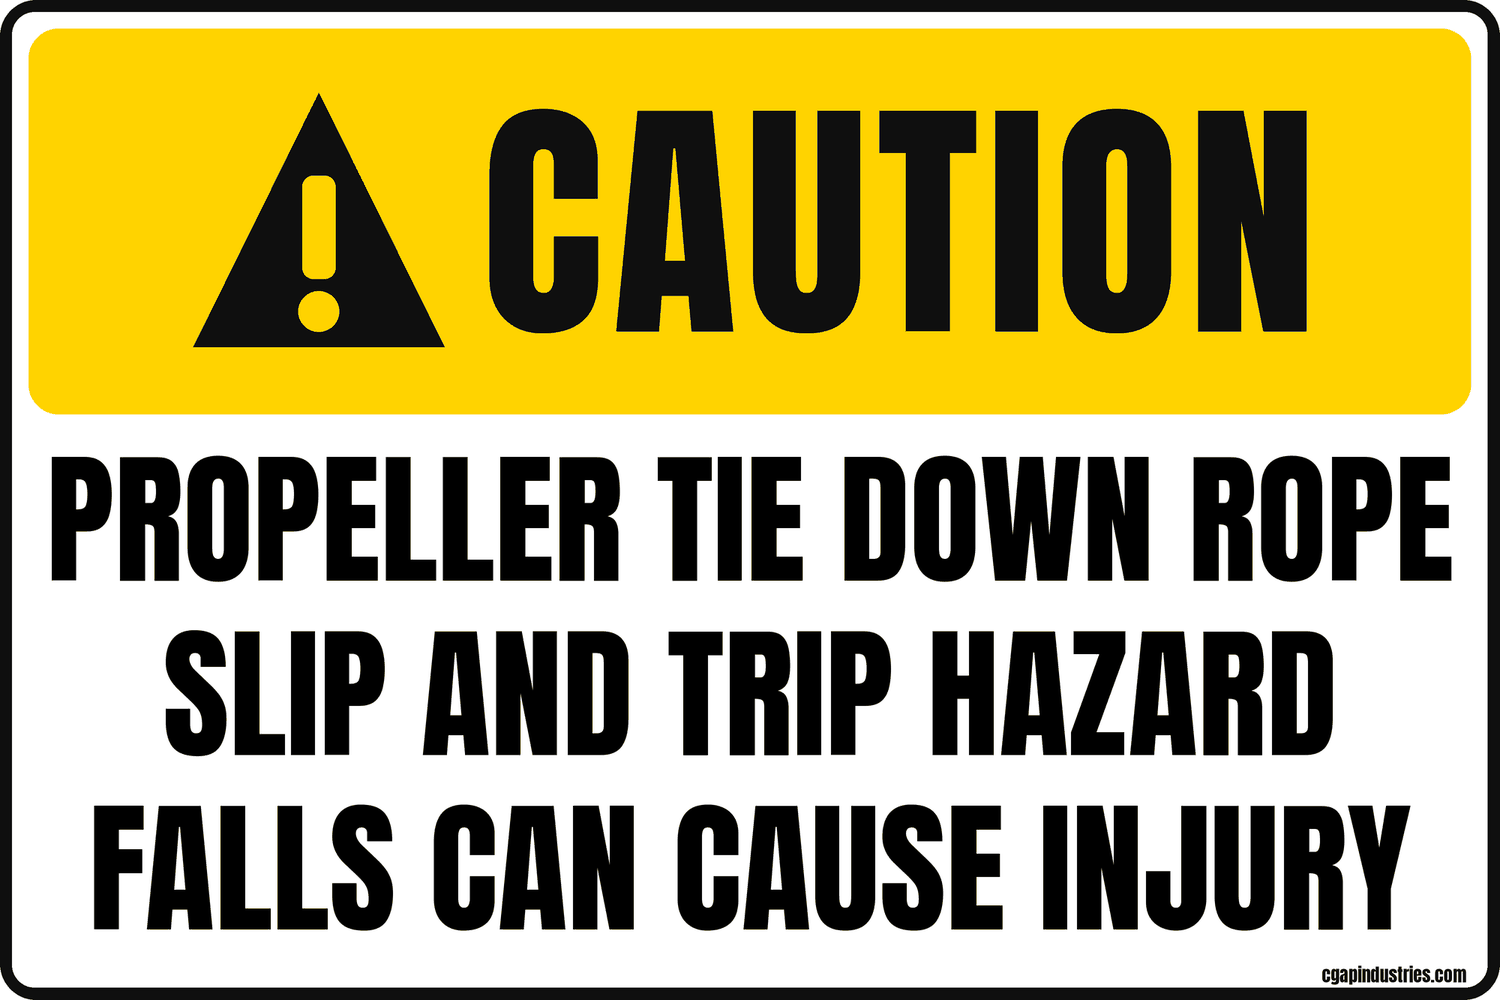 CAUTION
PROPELLER TIE DOWN ROPE
SLIP AND TRIP HAZARD
FALLS CAN CAUSE INJURY
cgapindustries.com